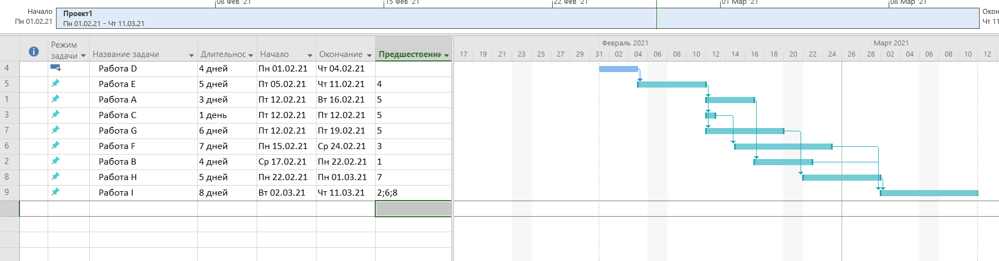 08 Фев '21 15 Фев '21 22 Фев '21 01 Мар '21 08 Мар '21
Начало Проект1 Окон
Пн 01.02.21 Пн 01.02.21 - Чт 11.03.21 Чт 11
Режим задачи Название задачи Длительнос Начало Окончание Предшественни
Февраль 2021 Март 2021
17 19 21 23 25 27 29 31 02 04 06 08 10 12 14 16 18 20 22 24 26 28 02 04 06 08 10 12
4 Работа D 4 дней Пн 01.02.21 Чт 04.02.21
5 Работа E 5 дней Пт 05.02.21 Чт 11.02.21 4
1 Работа A 3 дней Пт 12.02.21 Вт 16.02.21 5
3 Работа C 1 день Пт 12.02.21 Пт 12.02.21 5
7 Работа G 6 дней Пт 12.02.21 Пт 19.02.21 5
6 Работа F 7 дней Пн 15.02.21 Ср 24.02.21 3
2 Работа B 4 дней Ср 17.02.21 Пн 22.02.21 1
8 Работа H 5 дней Пн 22.02.21 Пн 01.03.21 7
9 Работа I 8 дней Вт 02.03.21 Чт 11.03.21 2;6;8